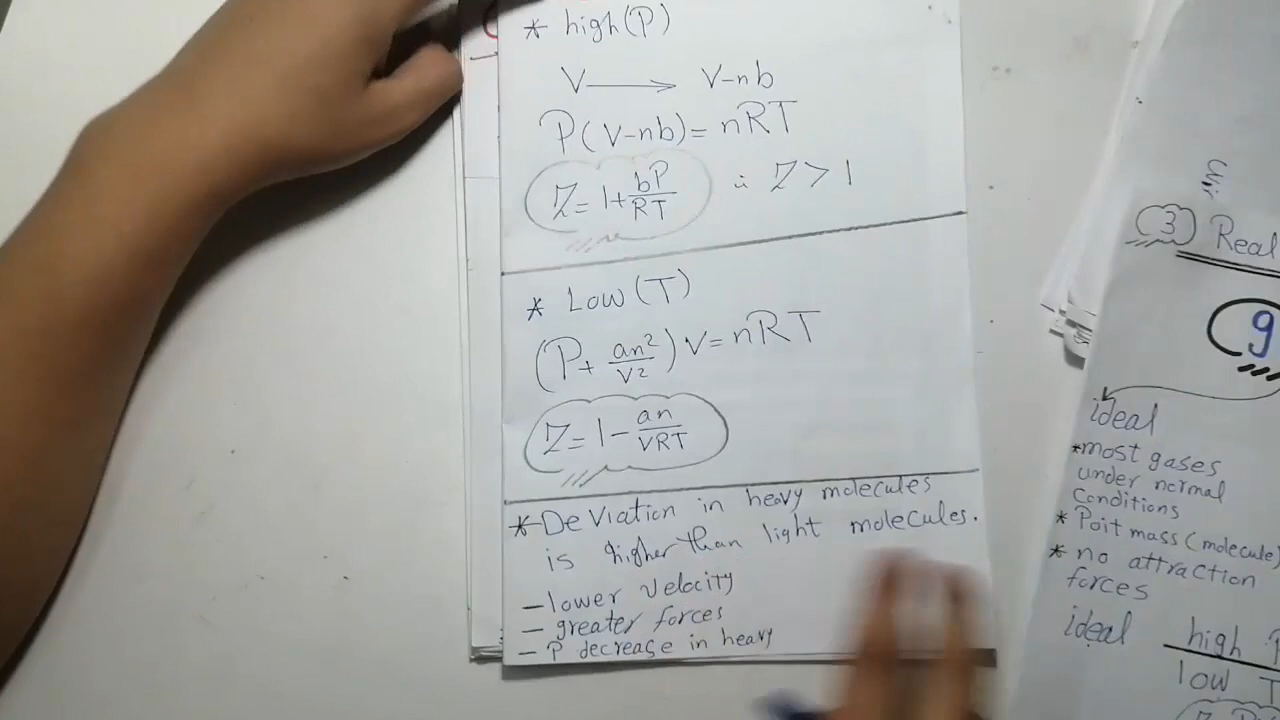 * high(P)
V → V-nb
P(V-nb)= nRT
Z= 1+ bP/RT ∴ Z > 1
* Low(T)
(P+ an²/V²) V= nRT
Z= 1- an/VRT
* Deviation in heavy molecules
is higher than light molecules.
- lower velocity
- greater forces
- P decrease in heavy
(3) Real
g
ideal
*most gases
under normal
Conditions
* Poit mass (molecule)
* no attraction
forces
ideal high
low T